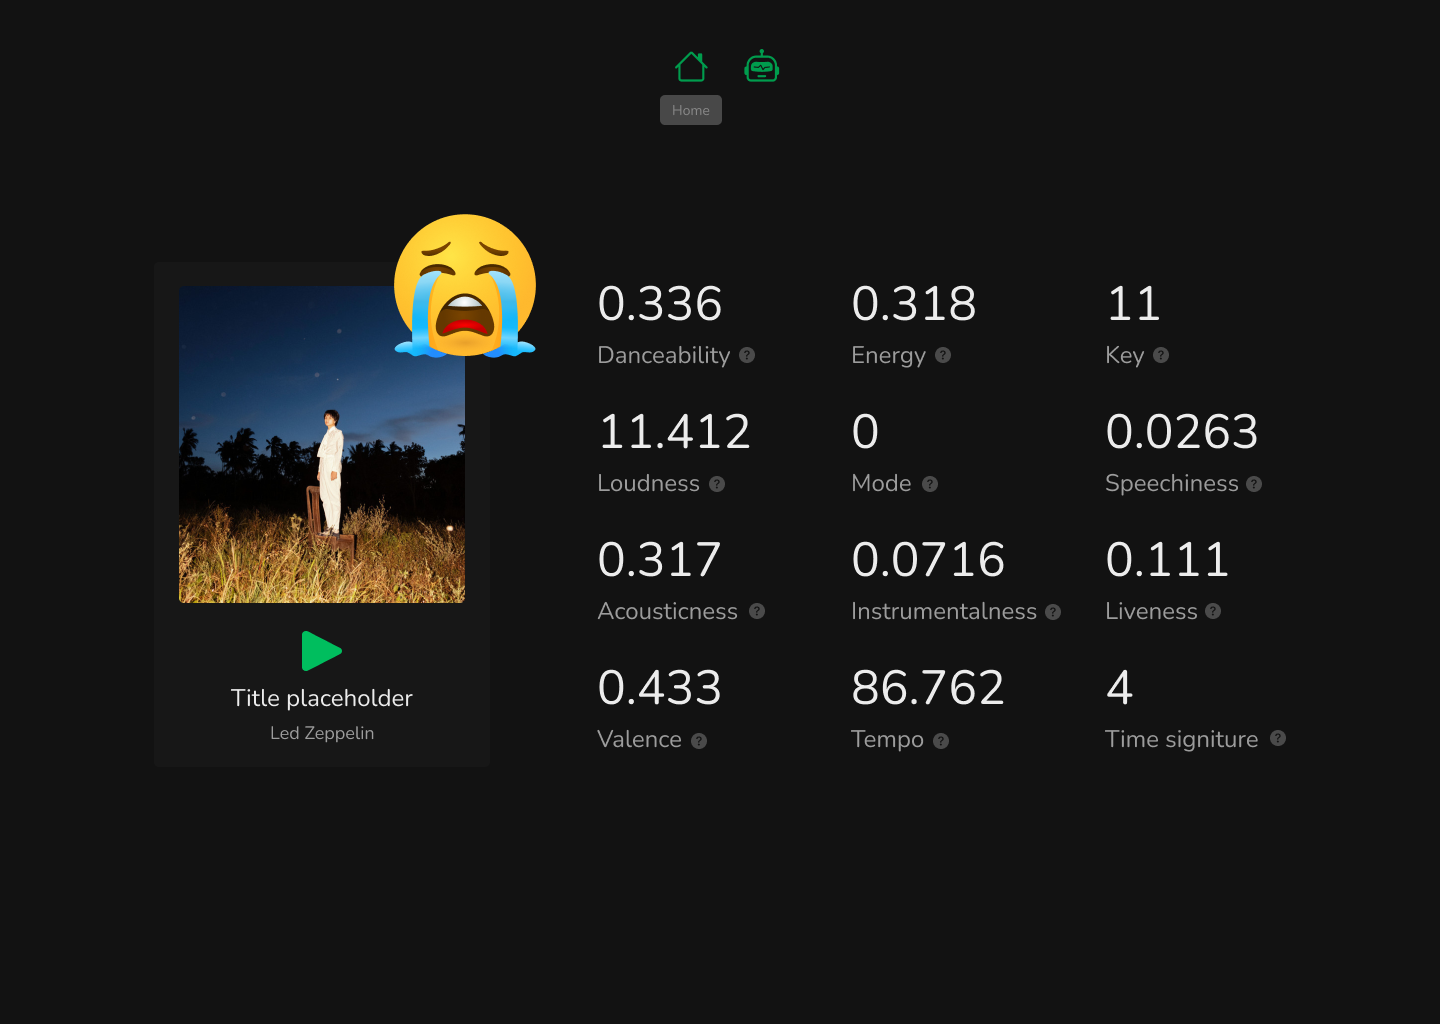 Home
0.336
Danceability ?
0.318
Energy ?
11
Key ?
11.412
Loudness ?
0
Mode ?
0.0263
Speechiness ?
0.317
Acousticness ?
0.0716
Instrumentalness ?
0.111
Liveness ?
0.433
Valence ?
86.762
Tempo ?
4
Time signiture ?
Title placeholder
Led Zeppelin